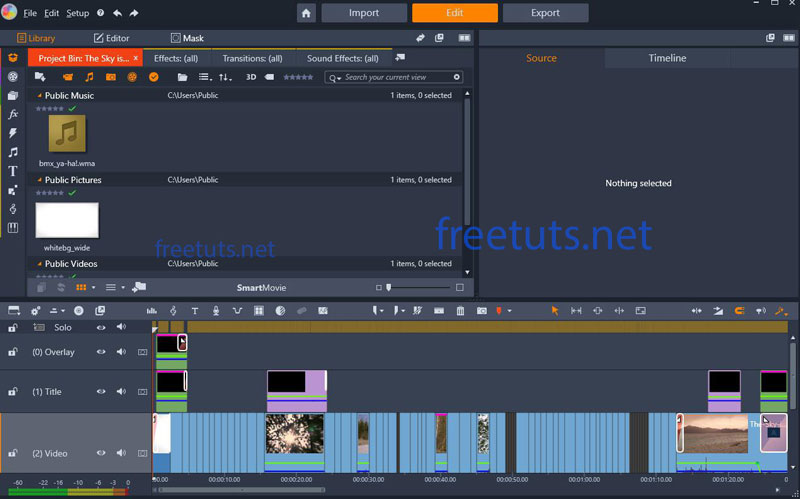 File Edit Setup
Import Edit Export
Library Editor Mask
Project Bin: The Sky is... x Effects: (all) Transitions: (all) Sound Effects: (all)
Source Timeline
3D Search your current view
Public Music C:\Users\Public 1 items, 0 selected
bmx_ya-ha!.wma
Public Pictures C:\Users\Public 1 items, 0 selected
Nothing selected
whitebg_wide
freetuts.net
freetuts.net
Public Videos C:\Users\Public 1 items, 0 selected
SmartMovie
Solo
(0) Overlay
(1) Title
(2) Video
The Sky
:00.00 00:00:10.00 00:00:20.00 00:00:30.00 00:00:40.00 00:00:50.00 00:01:00.00 00:01:10.00 00:01:20.00 00:0
-60 -22 -16 -10 -6 -3 0